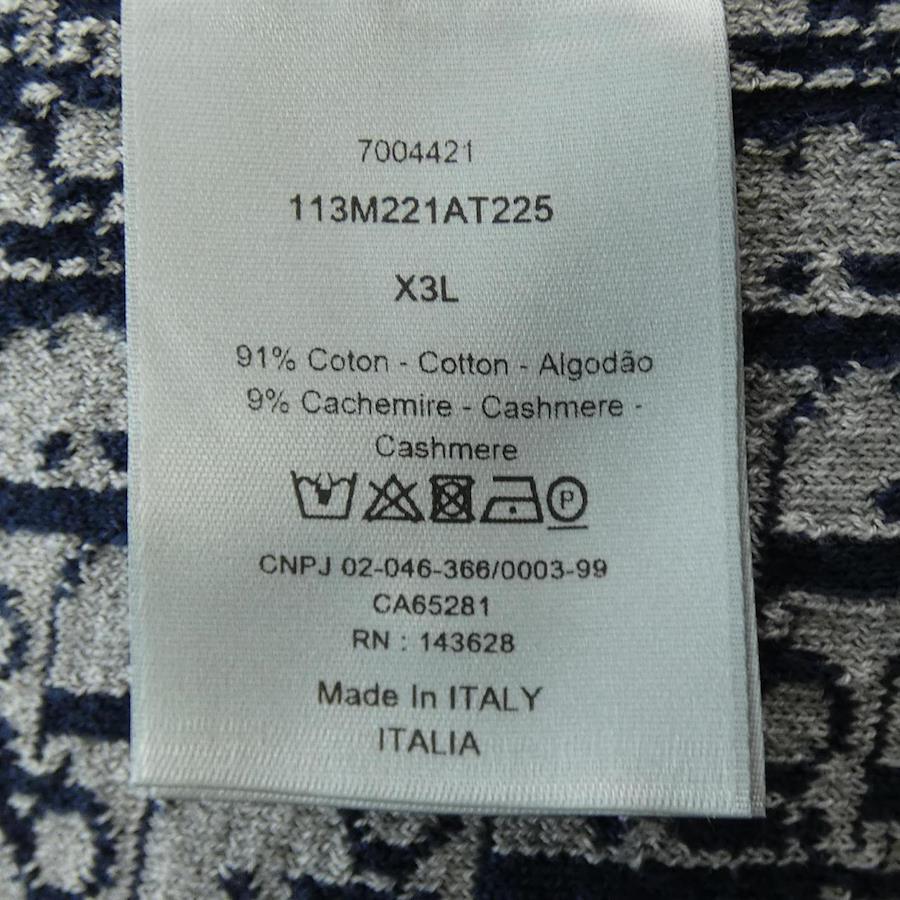 7004421
113M221AT225
X3L
91% Coton - Cotton - Algodão
9% Cachemire - Cashmere -
Cashmere
P
CNPJ 02-046-366/0003-99
CA65281
RN : 143628
Made In ITALY
ITALIA